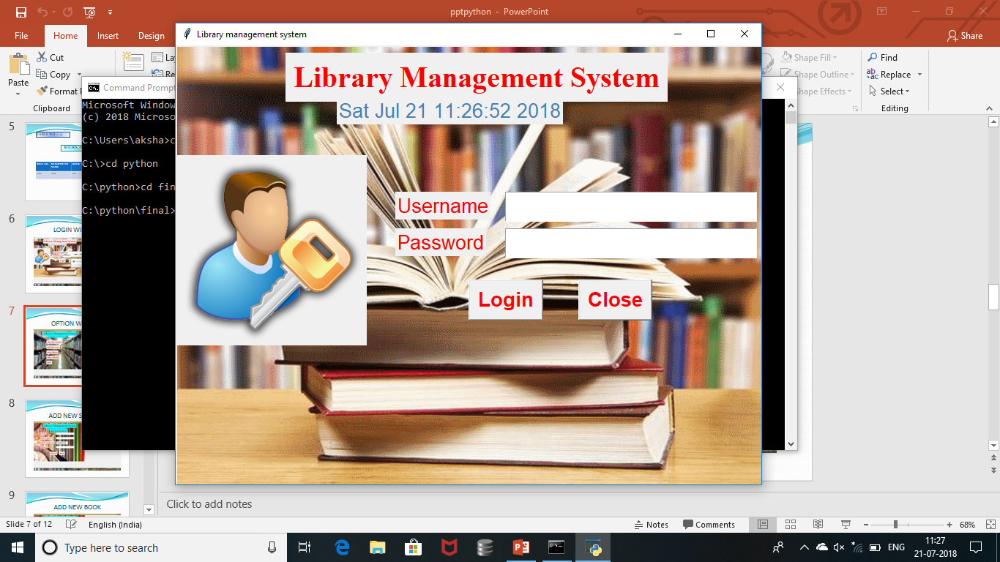 pptpython - PowerPoint
File
Home
Insert
Design
Share
Library management system
Paste
Cut
Copy
Format
Clipboard
Shape Fill
Shape Outline
Shape Effects
Find
Replace
Select
Editing
Command Prompt
Microsoft Window
(c) 2018 Microso
C:\Users\aksha>c
C:\>cd python
C:\python>cd fin
C:\python\final>
Library Management System
Sat Jul 21 11:26:52 2018
Username
Password
Login
Close
5
TABLE NO :- 4
6
LOGIN WI
7
OPTION W
8
ADD NEW S
9
ADD NEW BOOK
Click to add notes
Slide 7 of 12
English (India)
Notes
Comments
68%
Type here to search
ENG
11:27
21-07-2018